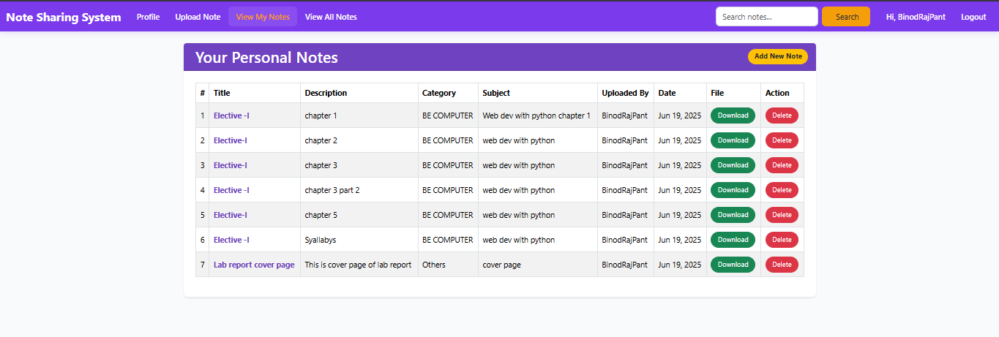 Note Sharing System Profile Upload Note View My Notes View All Notes Search notes... Search Hi, BinodRajPant Logout
Your Personal Notes Add New Note
# Title Description Category Subject Uploaded By Date File Action
1 Elective -I chapter 1 BE COMPUTER Web dev with python chapter 1 BinodRajPant Jun 19, 2025 Download Delete
2 Elective-I chapter 2 BE COMPUTER web dev with python BinodRajPant Jun 19, 2025 Download Delete
3 Elective-I chapter 3 BE COMPUTER web dev with python BinodRajPant Jun 19, 2025 Download Delete
4 Elective -I chapter 3 part 2 BE COMPUTER web dev with python BinodRajPant Jun 19, 2025 Download Delete
5 Elective-I chapter 5 BE COMPUTER web dev with python BinodRajPant Jun 19, 2025 Download Delete
6 Elective -I Syallabys BE COMPUTER web dev with python BinodRajPant Jun 19, 2025 Download Delete
7 Lab report cover page This is cover page of lab report Others cover page BinodRajPant Jun 19, 2025 Download Delete